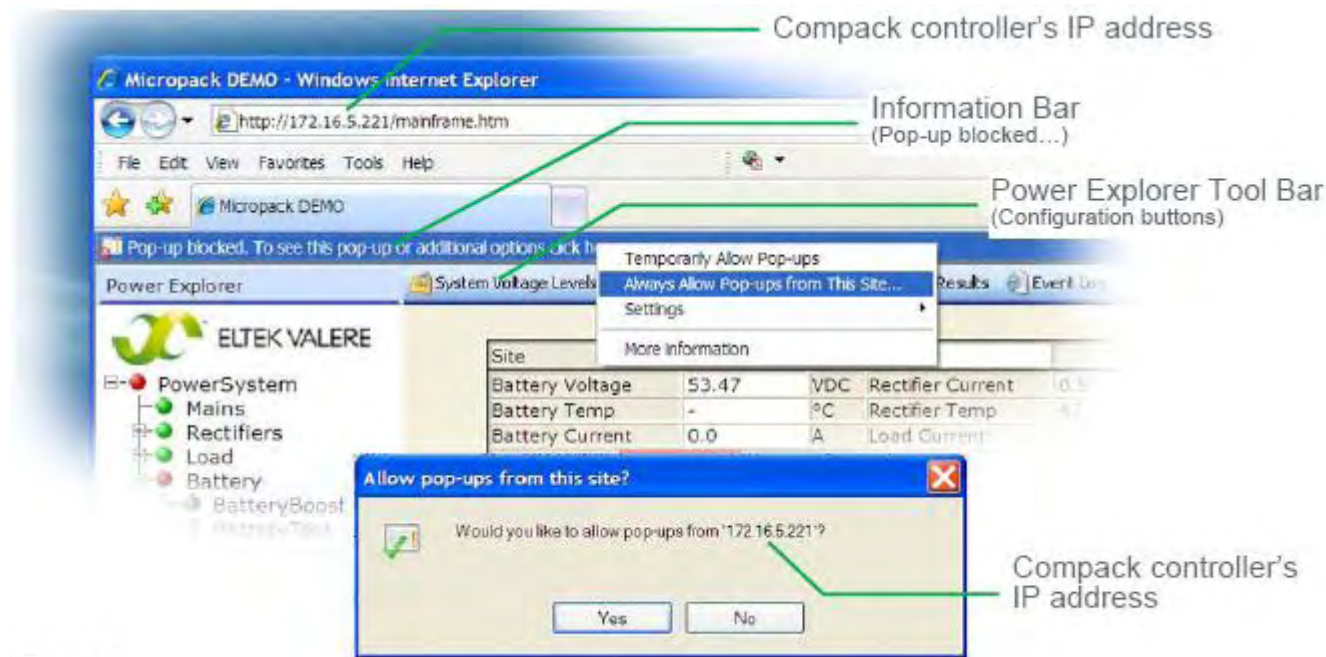 Compack controller's IP address
Micropack DEMO - Windows Internet Explorer
http://172.16.5.221/mainframe.htm
Information Bar
(Pop-up blocked...)
File Edit View Favorites Tools Help
Micropack DEMO
Power Explorer Tool Bar
(Configuration buttons)
Pop-up blocked. To see this pop-up or additional options click
Temporarily Allow Pop-ups
Power Explorer
System Voltage Levels
Always Allow Pop-ups from This Site...
Results
Event Log
Settings
ELTEK VALERE
More Information
Site
PowerSystem
Battery Voltage 53.47 VDC Rectifier Current
Mains
Battery Temp - °C Rectifier Temp
Rectifiers
Battery Current 0.0 A Load Current
Load
Battery
Allow pop-ups from this site?
BatteryBoost
Would you like to allow pop-ups from '172.16.5.221'?
Compack controller's
IP address
Yes No